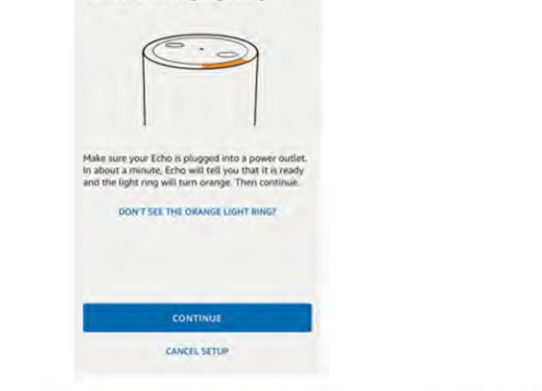 Make sure your Echo is plugged into a power outlet.
In about a minute, Echo will tell you that it is ready
and the light ring will turn orange. Then continue.
DON'T SEE THE ORANGE LIGHT RING?
CONTINUE
CANCEL SETUP